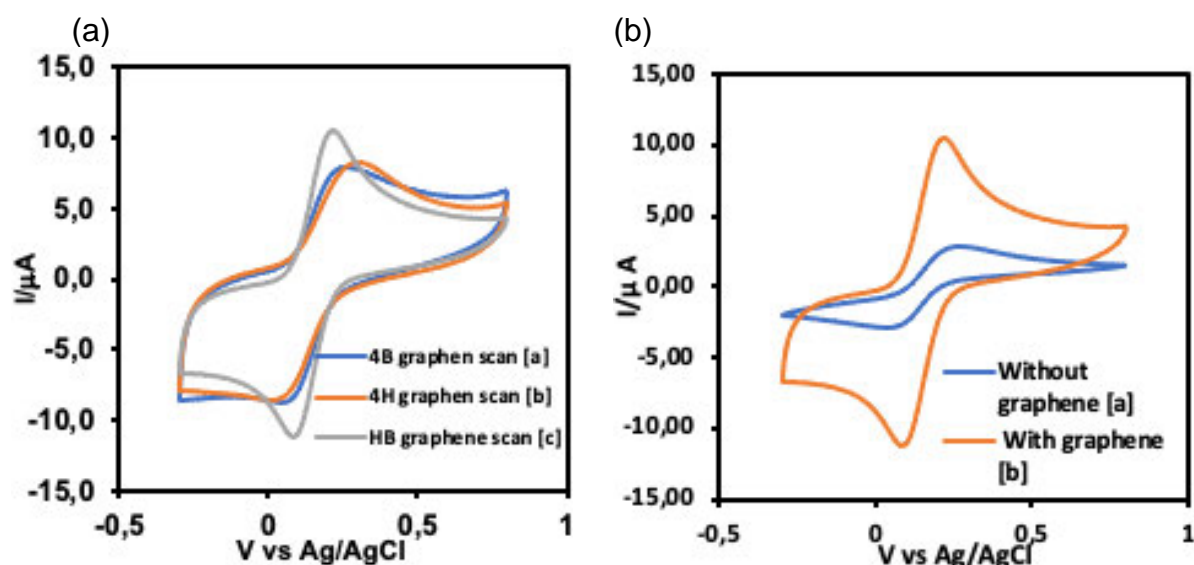 (a)
15,0
10,0
5,0
0,0
-5,0
-10,0
-15,0
I/µA
4B graphen scan [a]
4H graphen scan [b]
HB graphene scan [c]
0
0,5
1
V vs Ag/AgCl
(b)
15,00
10,00
5,00
0,00
-5,00
-10,00
-15,00
I/µ A
Without
graphene [a]
With graphene
[b]
-0,5
0
0,5
1
V vs Ag/AgCl